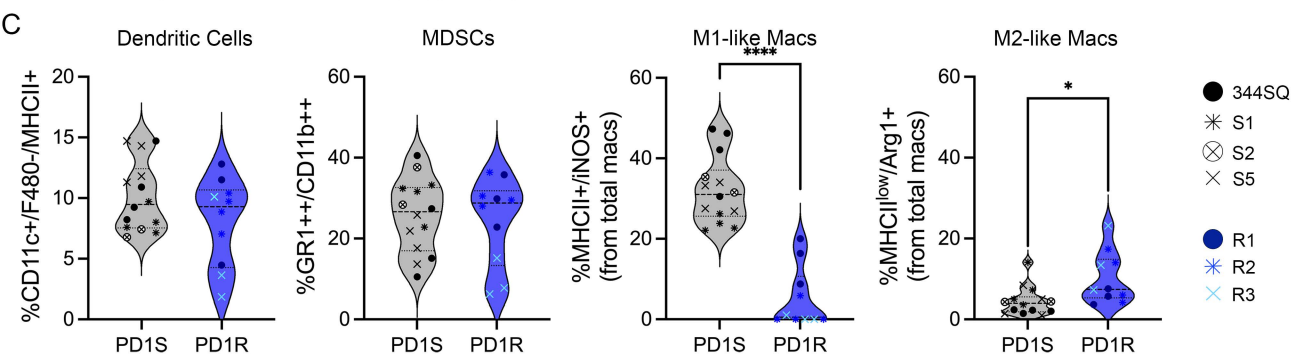 C
Dendritic Cells
%CD11c+/F480-/MHCII+
20
15
10
5
0
PD1S PD1R
MDSCs
%GR1++/CD11b++
60
40
20
0
PD1S PD1R
M1-like Macs
****
%MHCII+/iNOS+
(from total macs)
60
40
20
0
PD1S PD1R
M2-like Macs
*
%MHCIIlow/Arg1+
(from total macs)
60
40
20
0
PD1S PD1R
344SQ
S1
S2
S5
R1
R2
R3